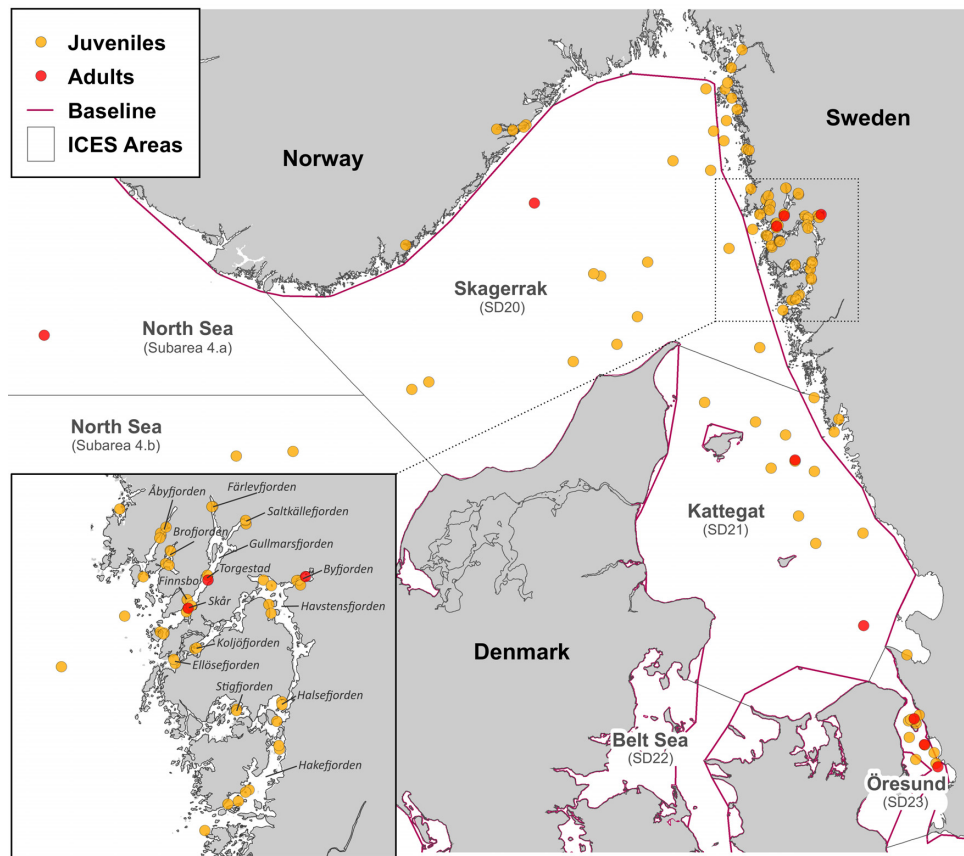 Juveniles
Adults
Baseline
ICES Areas
Norway
Sweden
Skagerrak
(SD20)
North Sea
(Subarea 4.a)
North Sea
(Subarea 4.b)
Kattegat
(SD21)
Denmark
Belt Sea
(SD22)
Öresund
(SD23)
Åbyfjorden
Färlevfjorden
Saltkällefjorden
Brofjorden
Gullmarsfjorden
Torgestad
Finnsbo
Byfjorden
Skår
Havstensfjorden
Koljöfjorden
Ellösefjorden
Stigfjorden
Halsefjorden
Hakefjorden